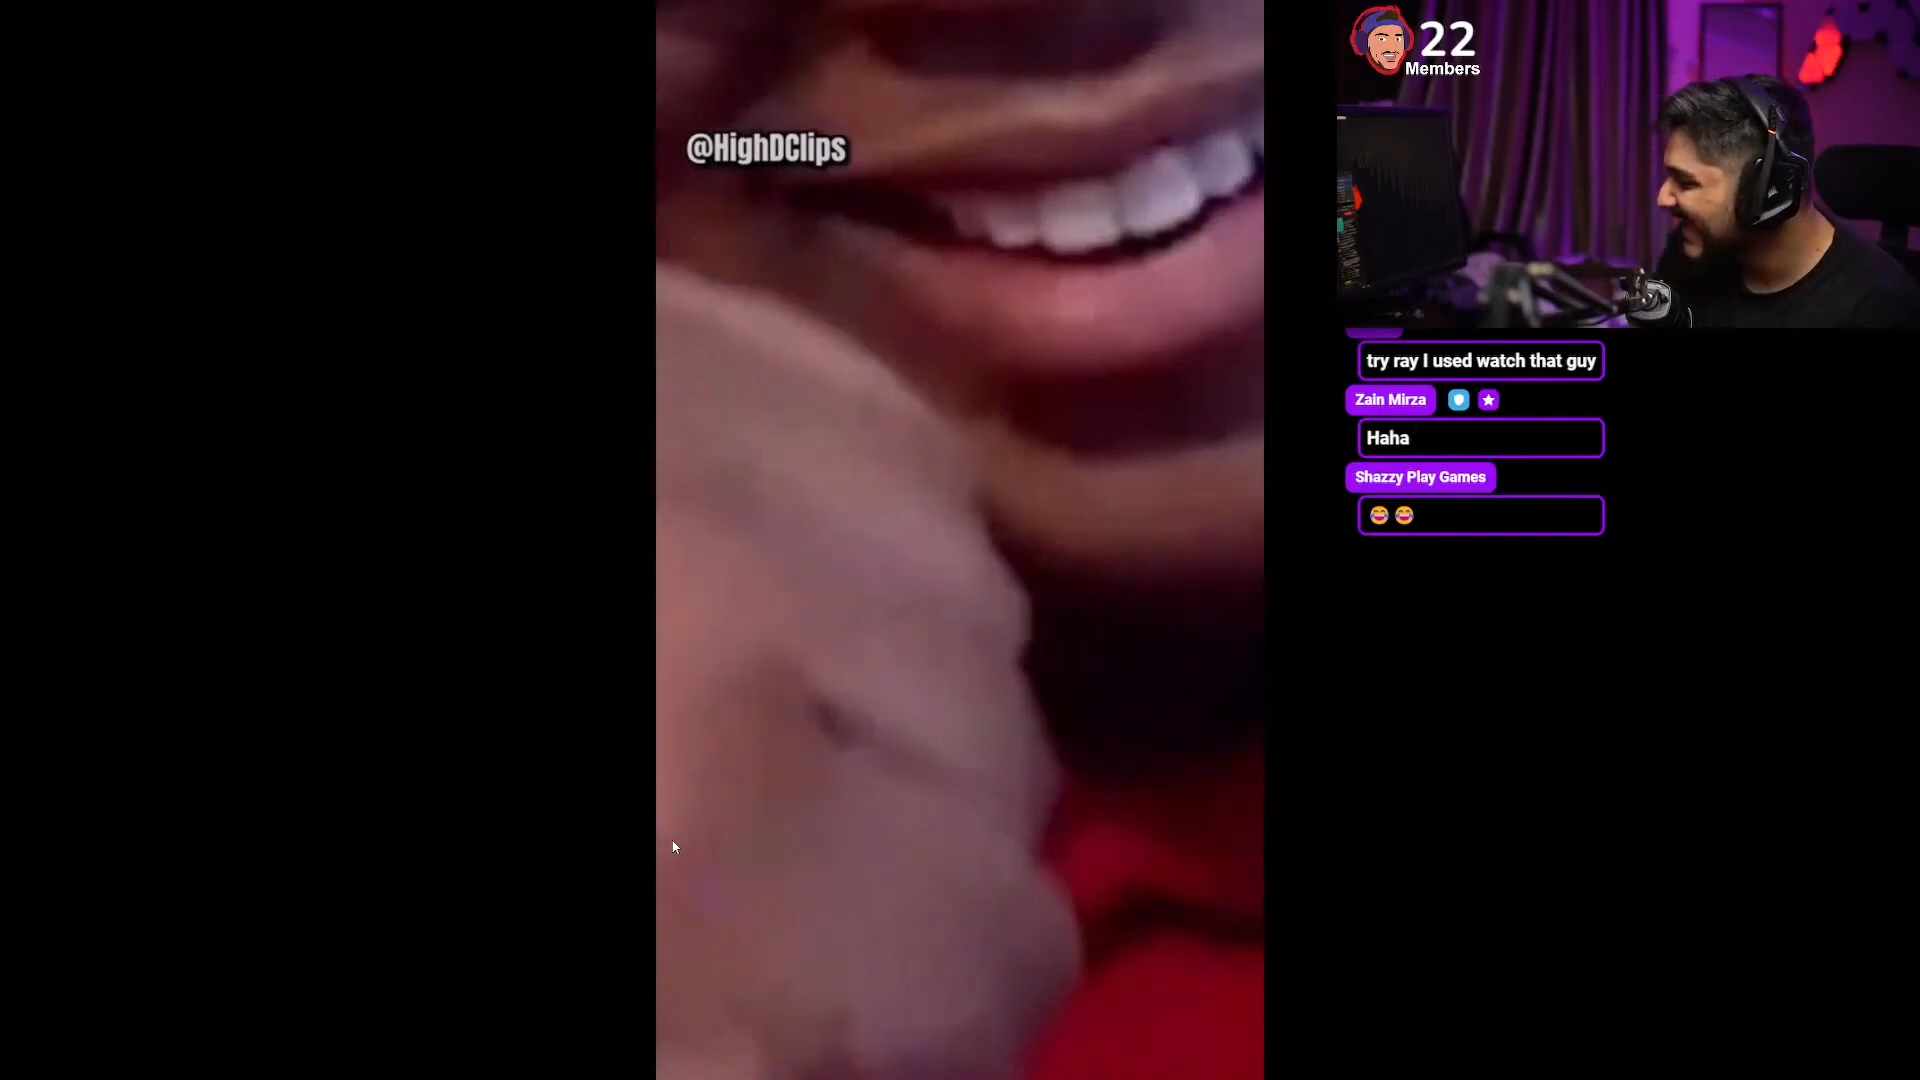 @HighDClips
22
Members
try ray I used watch that guy
Zain Mirza
Haha
Shazzy Play Games
😂 😂